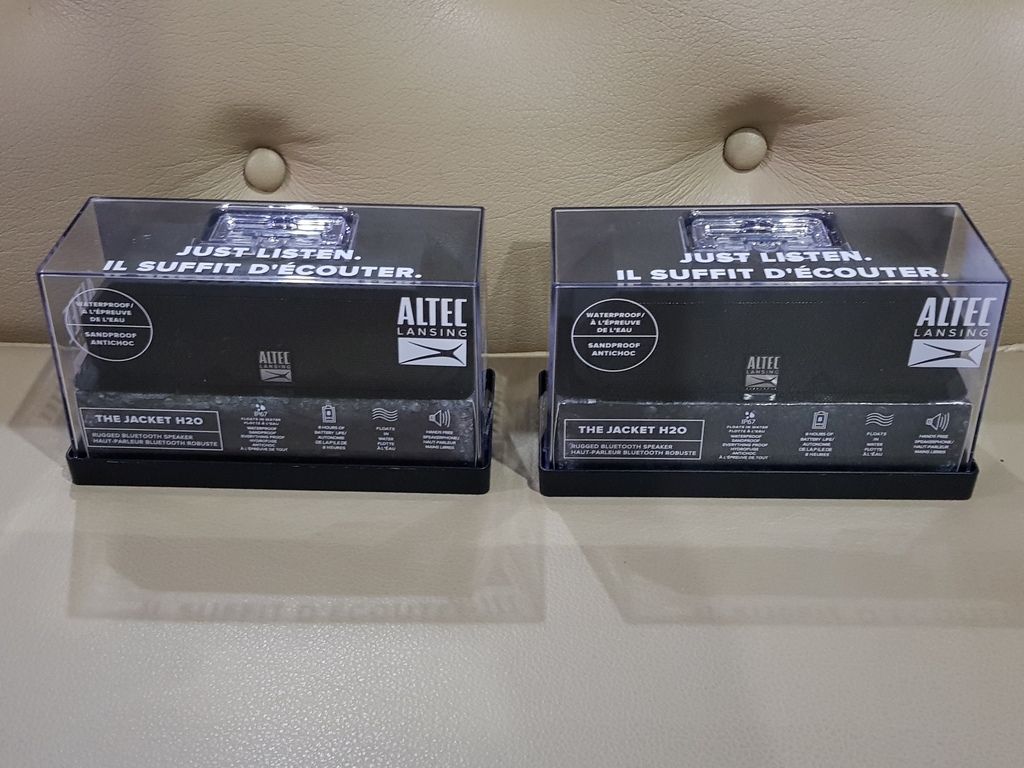 JUST LISTEN.
IL SUFFIT D'ÉCOUTER.
WATERPROOF/
À L'ÉPREUVE
DE L'EAU
SANDPROOF
ANTICHOC
ALTEC
LANSING
ALTEC
LANSING
THE JACKET H2O
RUGGED BLUETOOTH SPEAKER
HAUT-PARLEUR BLUETOOTH ROBUSTE
IP67
FLOATS IN WATER
FLOTTE À L'EAU
WATERPROOF
SANDPROOF
EVERYTHING PROOF
HYDROFUGE
ANTICHOC
À L'ÉPREUVE DE TOUT
8 HOURS OF
BATTERY LIFE/
AUTONOMIE
DE LA PILE DE
8 HEURES
FLOATS
IN
WATER
FLOTTE
À L'EAU
HANDS FREE
SPEAKERPHONE/
HAUT-PARLEUR
MAINS LIBRES
JUST LISTEN.
IL SUFFIT D'ÉCOUTER.
WATERPROOF/
À L'ÉPREUVE
DE L'EAU
SANDPROOF
ANTICHOC
ALTEC
LANSING
ALTEC
LANSING
THE JACKET H2O
RUGGED BLUETOOTH SPEAKER
HAUT-PARLEUR BLUETOOTH ROBUSTE
IP67
FLOATS IN WATER
FLOTTE À L'EAU
WATERPROOF
SANDPROOF
EVERYTHING PROOF
HYDROFUGE
ANTICHOC
À L'ÉPREUVE DE TOUT
8 HOURS OF
BATTERY LIFE/
AUTONOMIE
DE LA PILE DE
8 HEURES
FLOATS
IN
WATER
FLOTTE
À L'EAU
HANDS FREE
SPEAKERPHONE/
HAUT-PARLEUR
MAINS LIBRES